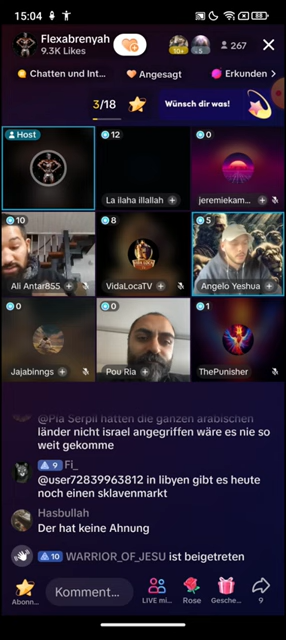 15:04
88
Flexabrenyah
9.3K Likes
10+
5
267
Chatten und Int...
Angesagt
Erkunden
3/18
Wünsch dir was!
Host
12
La ilaha illallah
0
jeremiekam...
10
Ali Antar855
8
VidaLocaTV
5
Angelo Yeshua
0
Jajabinngs
0
Pou Ria
1
ThePunisher
@Pia Serpil hätten die ganzen arabischen
länder nicht israel angegriffen wäre es nie so
weit gekomme
9 Fi_
@user72839963812 in libyen gibt es heute
noch einen sklavenmarkt
Hasbullah
Der hat keine Ahnung
10 WARRIOR_OF_JESU ist beigetreten
Abonn...
Komment...
LIVE mi...
Rose
Gesche...
9